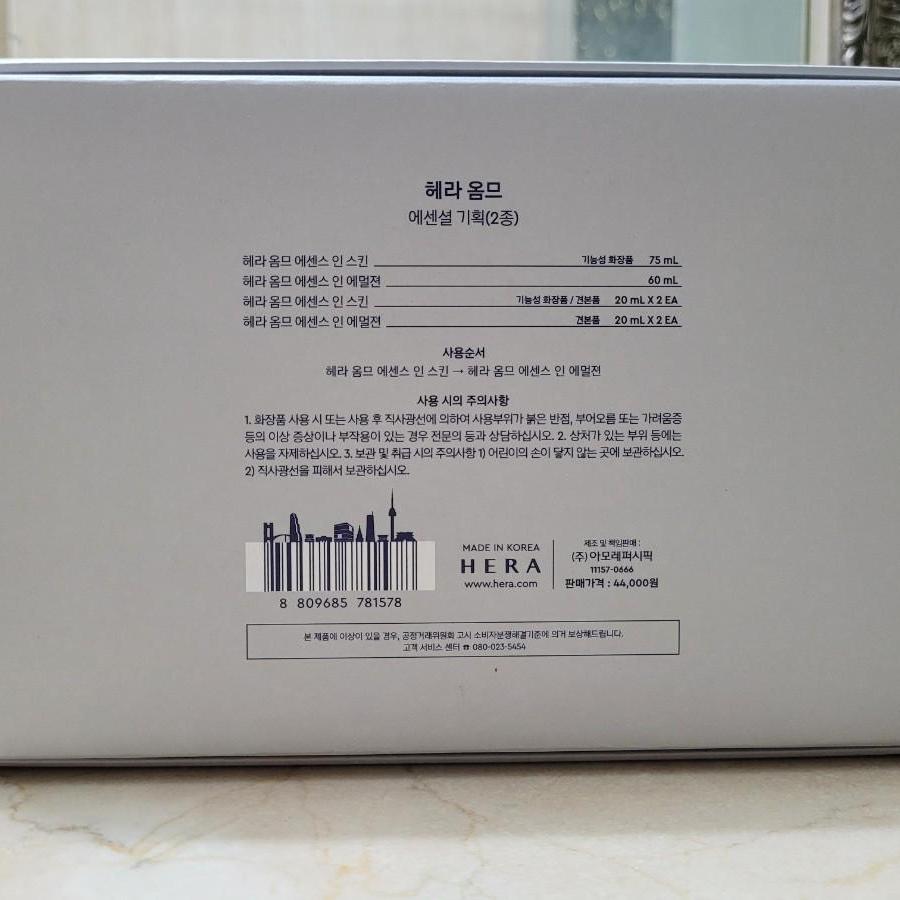 헤라 옴므
에센셜 기획(2종)
헤라 옴므 에센스 인 스킨 기능성 화장품 75 mL
헤라 옴므 에센스 인 에멀젼 60 mL
헤라 옴므 에센스 인 스킨 기능성 화장품 / 견본품 20 mL X 2 EA
헤라 옴므 에센스 인 에멀젼 견본품 20 mL X 2 EA
사용순서
헤라 옴므 에센스 인 스킨 → 헤라 옴므 에센스 인 에멀젼
사용 시의 주의사항
1. 화장품 사용 시 또는 사용 후 직사광선에 의하여 사용부위가 붉은 반점, 부어오름 또는 가려움증
등의 이상 증상이나 부작용이 있는 경우 전문의 등과 상담하십시오. 2. 상처가 있는 부위 등에는
사용을 자제하십시오. 3. 보관 및 취급 시의 주의사항 1) 어린이의 손이 닿지 않는 곳에 보관하십시오.
2) 직사광선을 피해서 보관하십시오.
8 809685 781578
MADE IN KOREA
HERA
www.hera.com
제조 및 책임판매 :
(주) 아모레퍼시픽
11157-0666
판매가격 : 44,000원
본 제품에 이상이 있을 경우, 공정거래위원회 고시 소비자분쟁해결기준에 의거 보상해드립니다.
고객 서비스 센터 ☎ 080-023-5454